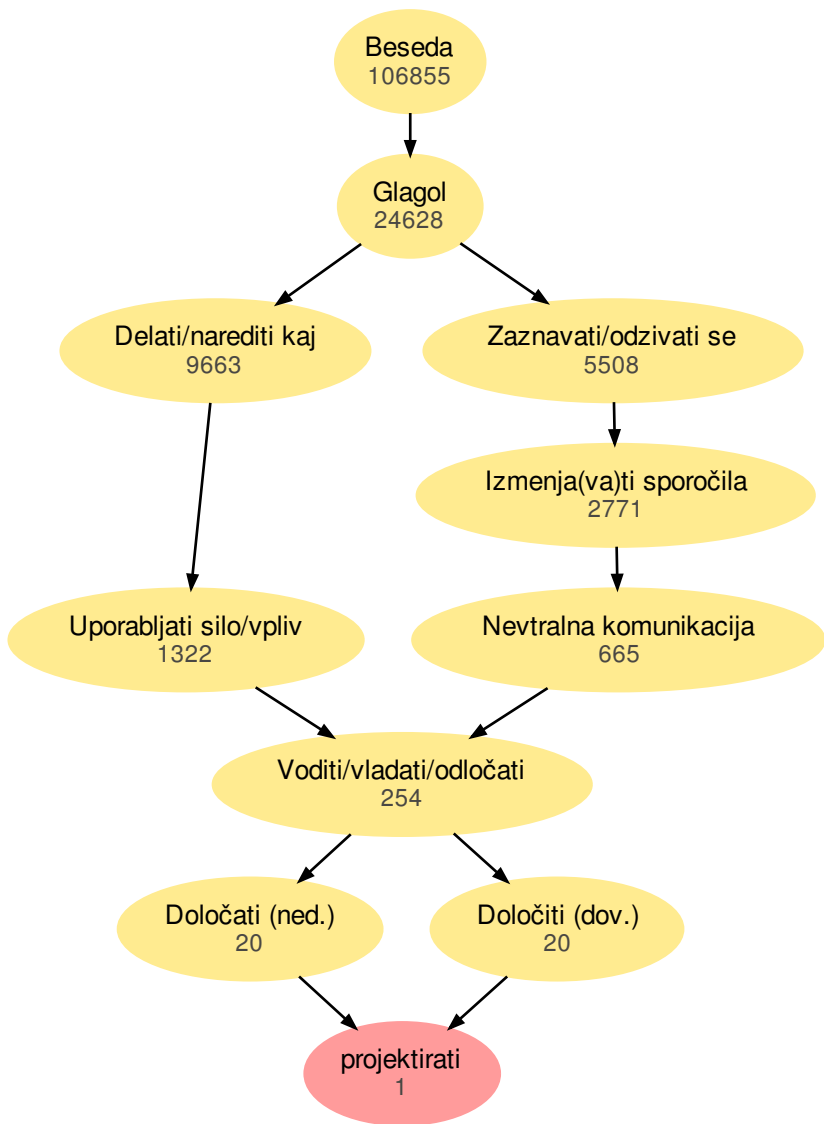 Beseda
106855
Glagol
24628
Delati/narediti kaj
9663
Zaznavati/odzivati se
5508
Izmenja(va)ti sporočila
2771
Uporabljati silo/vpliv
1322
Nevtralna komunikacija
665
Voditi/vladati/odločati
254
Določati (ned.)
20
Določiti (dov.)
20
projektirati
1